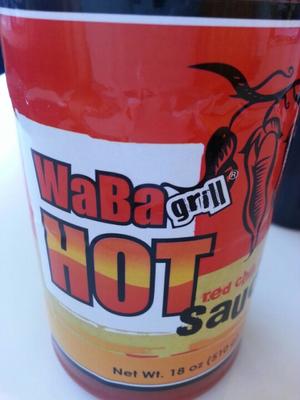 WaBa grill®
HOT
red
Net Wt. 18 oz